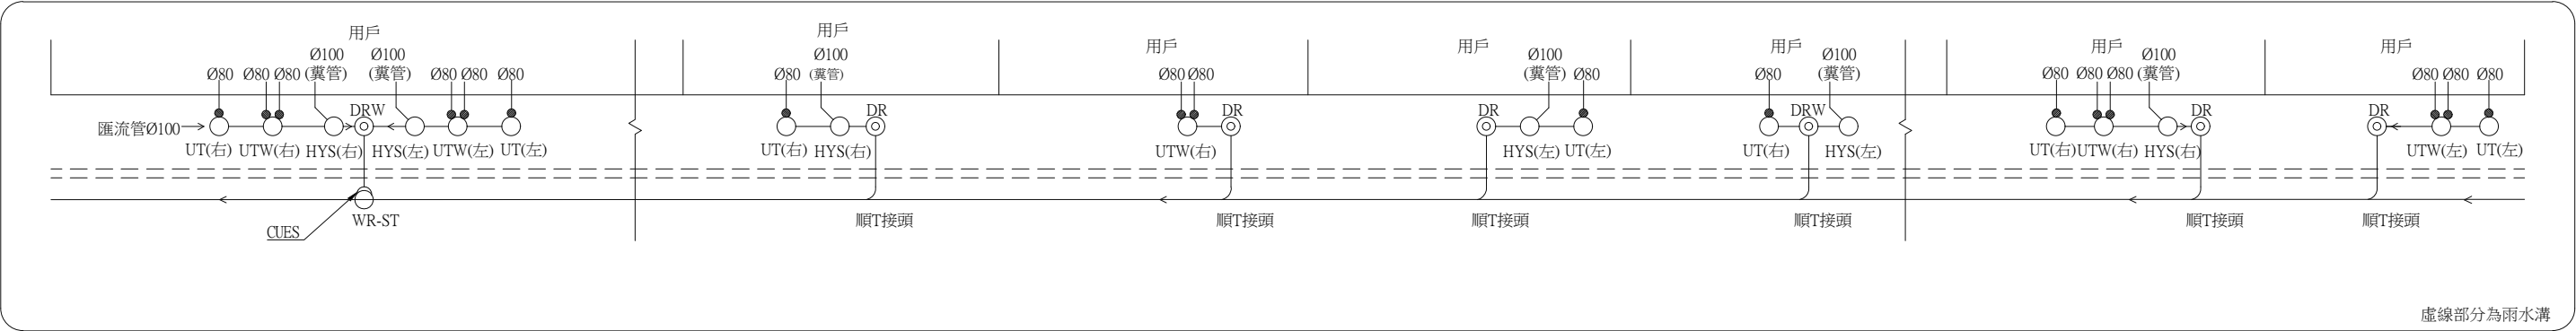 用戶
用戶
用戶
用戶
用戶
用戶
用戶
Ø100
Ø100
Ø100
Ø100
Ø100
Ø100
Ø80
Ø80
Ø80
(糞管)
(糞管)
Ø80
Ø80
Ø80
Ø80
(糞管)
Ø80
Ø80
(糞管)
Ø80
Ø80
(糞管)
Ø80
Ø80
Ø80
(糞管)
Ø80
Ø80
Ø80
DRW
DR
DR
DR
DRW
DR
DR
匯流管Ø100
UT(右)
UTW(右)
HYS(右)
HYS(左)
UTW(左)
UT(左)
UT(右)
HYS(右)
UTW(右)
HYS(左)
UT(左)
UT(右)
HYS(左)
UT(右)
UTW(右)
HYS(右)
UTW(左)
UT(左)
WR-ST
順T接頭
順T接頭
順T接頭
順T接頭
順T接頭
順T接頭
CUES
虛線部分為雨水溝